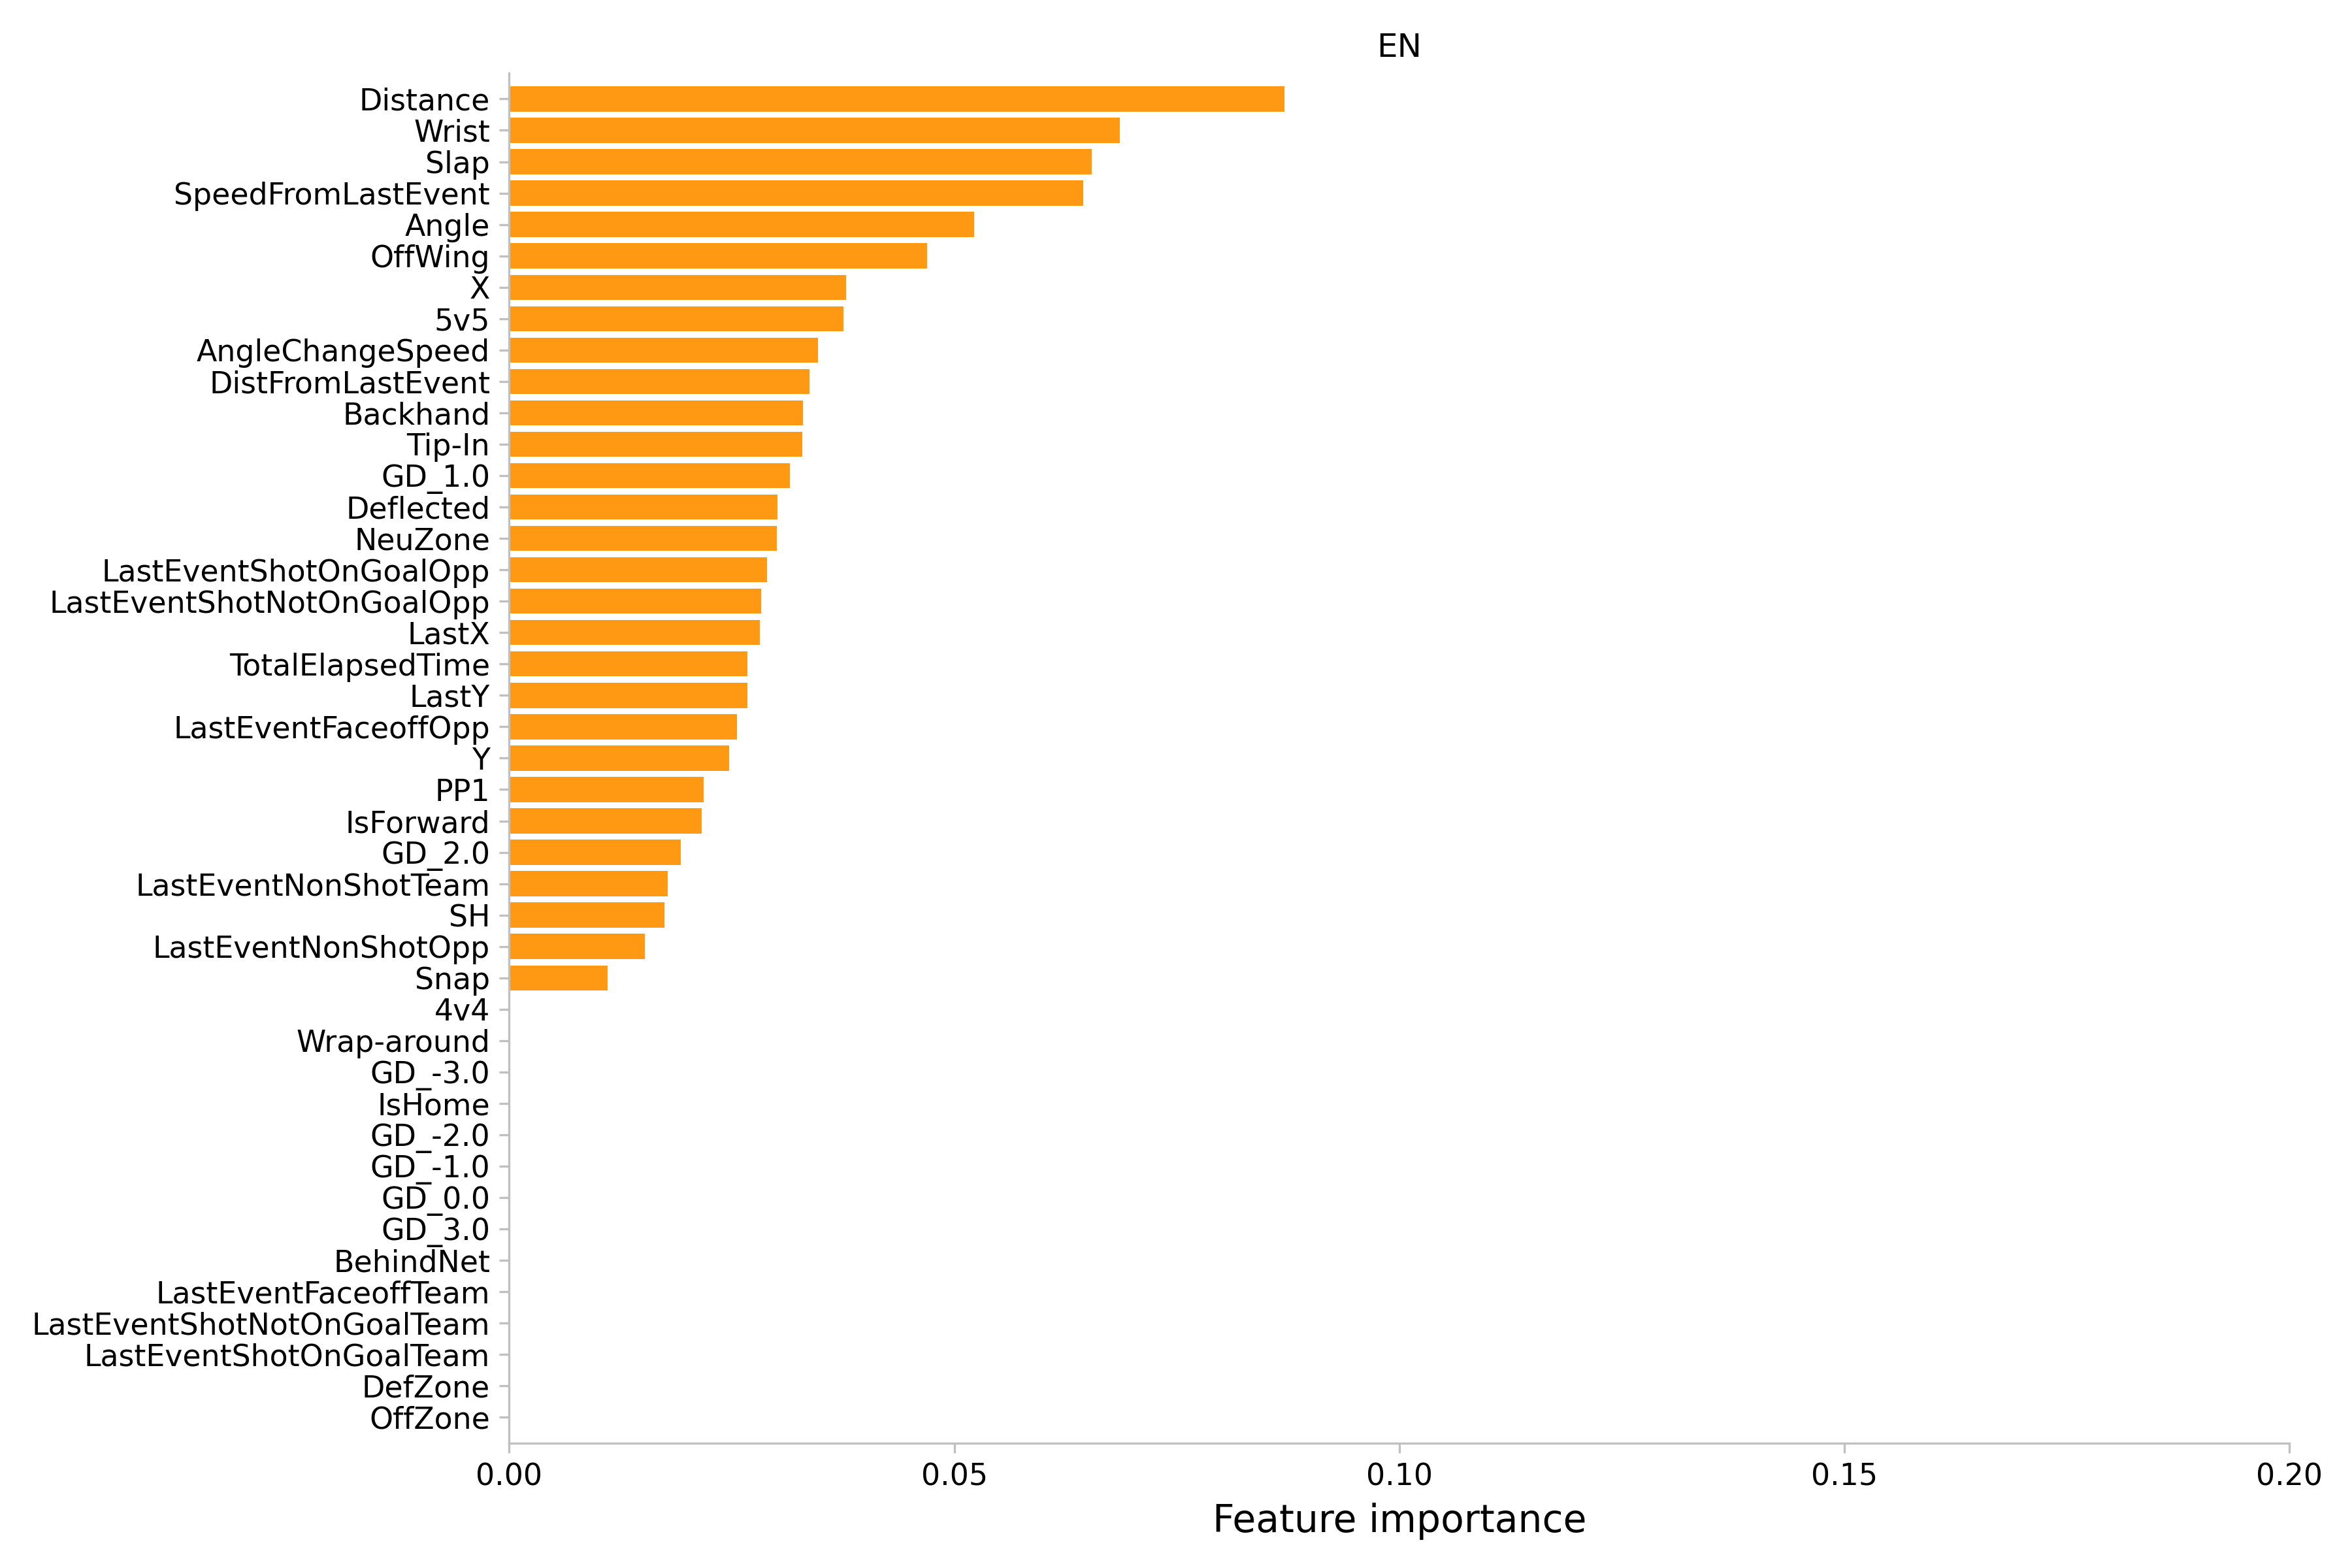 EN
Distance
Wrist
Slap
SpeedFromLastEvent
Angle
OffWing
X
5v5
AngleChangeSpeed
DistFromLastEvent
Backhand
Tip-In
GD_1.0
Deflected
NeuZone
LastEventShotOnGoalOpp
LastEventShotNotOnGoalOpp
LastX
TotalElapsedTime
LastY
LastEventFaceoffOpp
Y
PP1
IsForward
GD_2.0
LastEventNonShotTeam
SH
LastEventNonShotOpp
Snap
4v4
Wrap-around
GD_-3.0
IsHome
GD_-2.0
GD_-1.0
GD_0.0
GD_3.0
BehindNet
LastEventFaceoffTeam
LastEventShotNotOnGoalTeam
LastEventShotOnGoalTeam
DefZone
OffZone
0.00 0.05 0.10 0.15 0.20
Feature importance